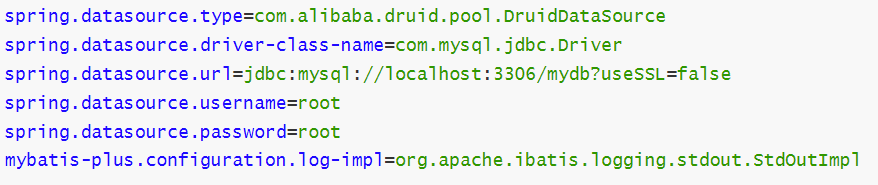 spring.datasource.type=com.alibaba.druid.pool.DruidDataSource
spring.datasource.driver-class-name=com.mysql.jdbc.Driver
spring.datasource.url=jdbc:mysql://localhost:3306/mydb?useSSL=false
spring.datasource.username=root
spring.datasource.password=root
mybatis-plus.configuration.log-impl=org.apache.ibatis.logging.stdout.StdOutImpl